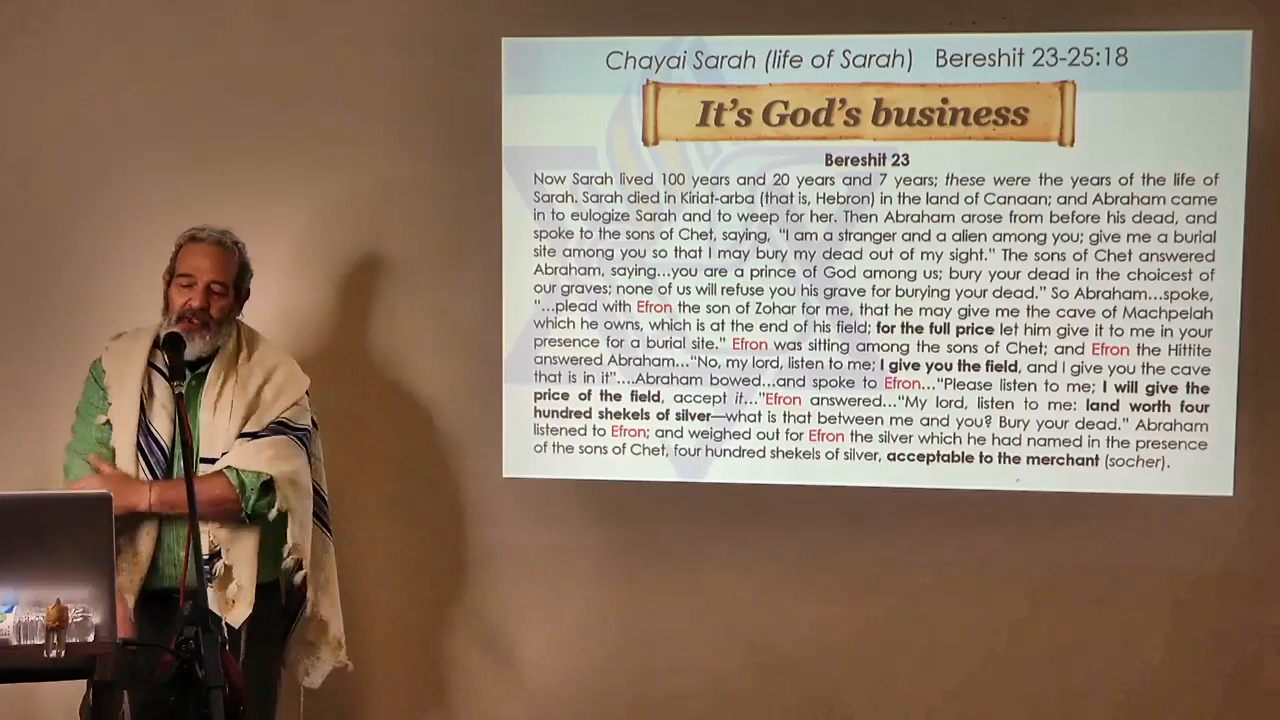 Chayai Sarah (life of Sarah) Bereshit 23-25:18
It's God's business
Bereshit 23
Now Sarah lived 100 years and 20 years and 7 years; these were the years of the life of
Sarah. Sarah died in Kiriat-arba (that is, Hebron) in the land of Canaan; and Abraham came
in to eulogize Sarah and to weep for her. Then Abraham arose from before his dead, and
spoke to the sons of Chet, saying, "I am a stranger and a alien among you; give me a burial
site among you so that I may bury my dead out of my sight." The sons of Chet answered
Abraham, saying...you are a prince of God among us; bury your dead in the choicest of
our graves; none of us will refuse you his grave for burying your dead." So Abraham...spoke,
"...plead with Efron the son of Zohar for me, that he may give me the cave of Machpelah
which he owns, which is at the end of his field; for the full price let him give it to me in your
presence for a burial site." Efron was sitting among the sons of Chet; and Efron the Hittite
answered Abraham..."No, my lord, listen to me; I give you the field, and I give you the cave
that is in it"....Abraham bowed...and spoke to Efron..."Please listen to me; I will give the
price of the field, accept it..."Efron answered..."My lord, listen to me: land worth four
hundred shekels of silver—what is that between me and you? Bury your dead." Abraham
listened to Efron; and weighed out for Efron the silver which he had named in the presence
of the sons of Chet, four hundred shekels of silver, acceptable to the merchant (socher).